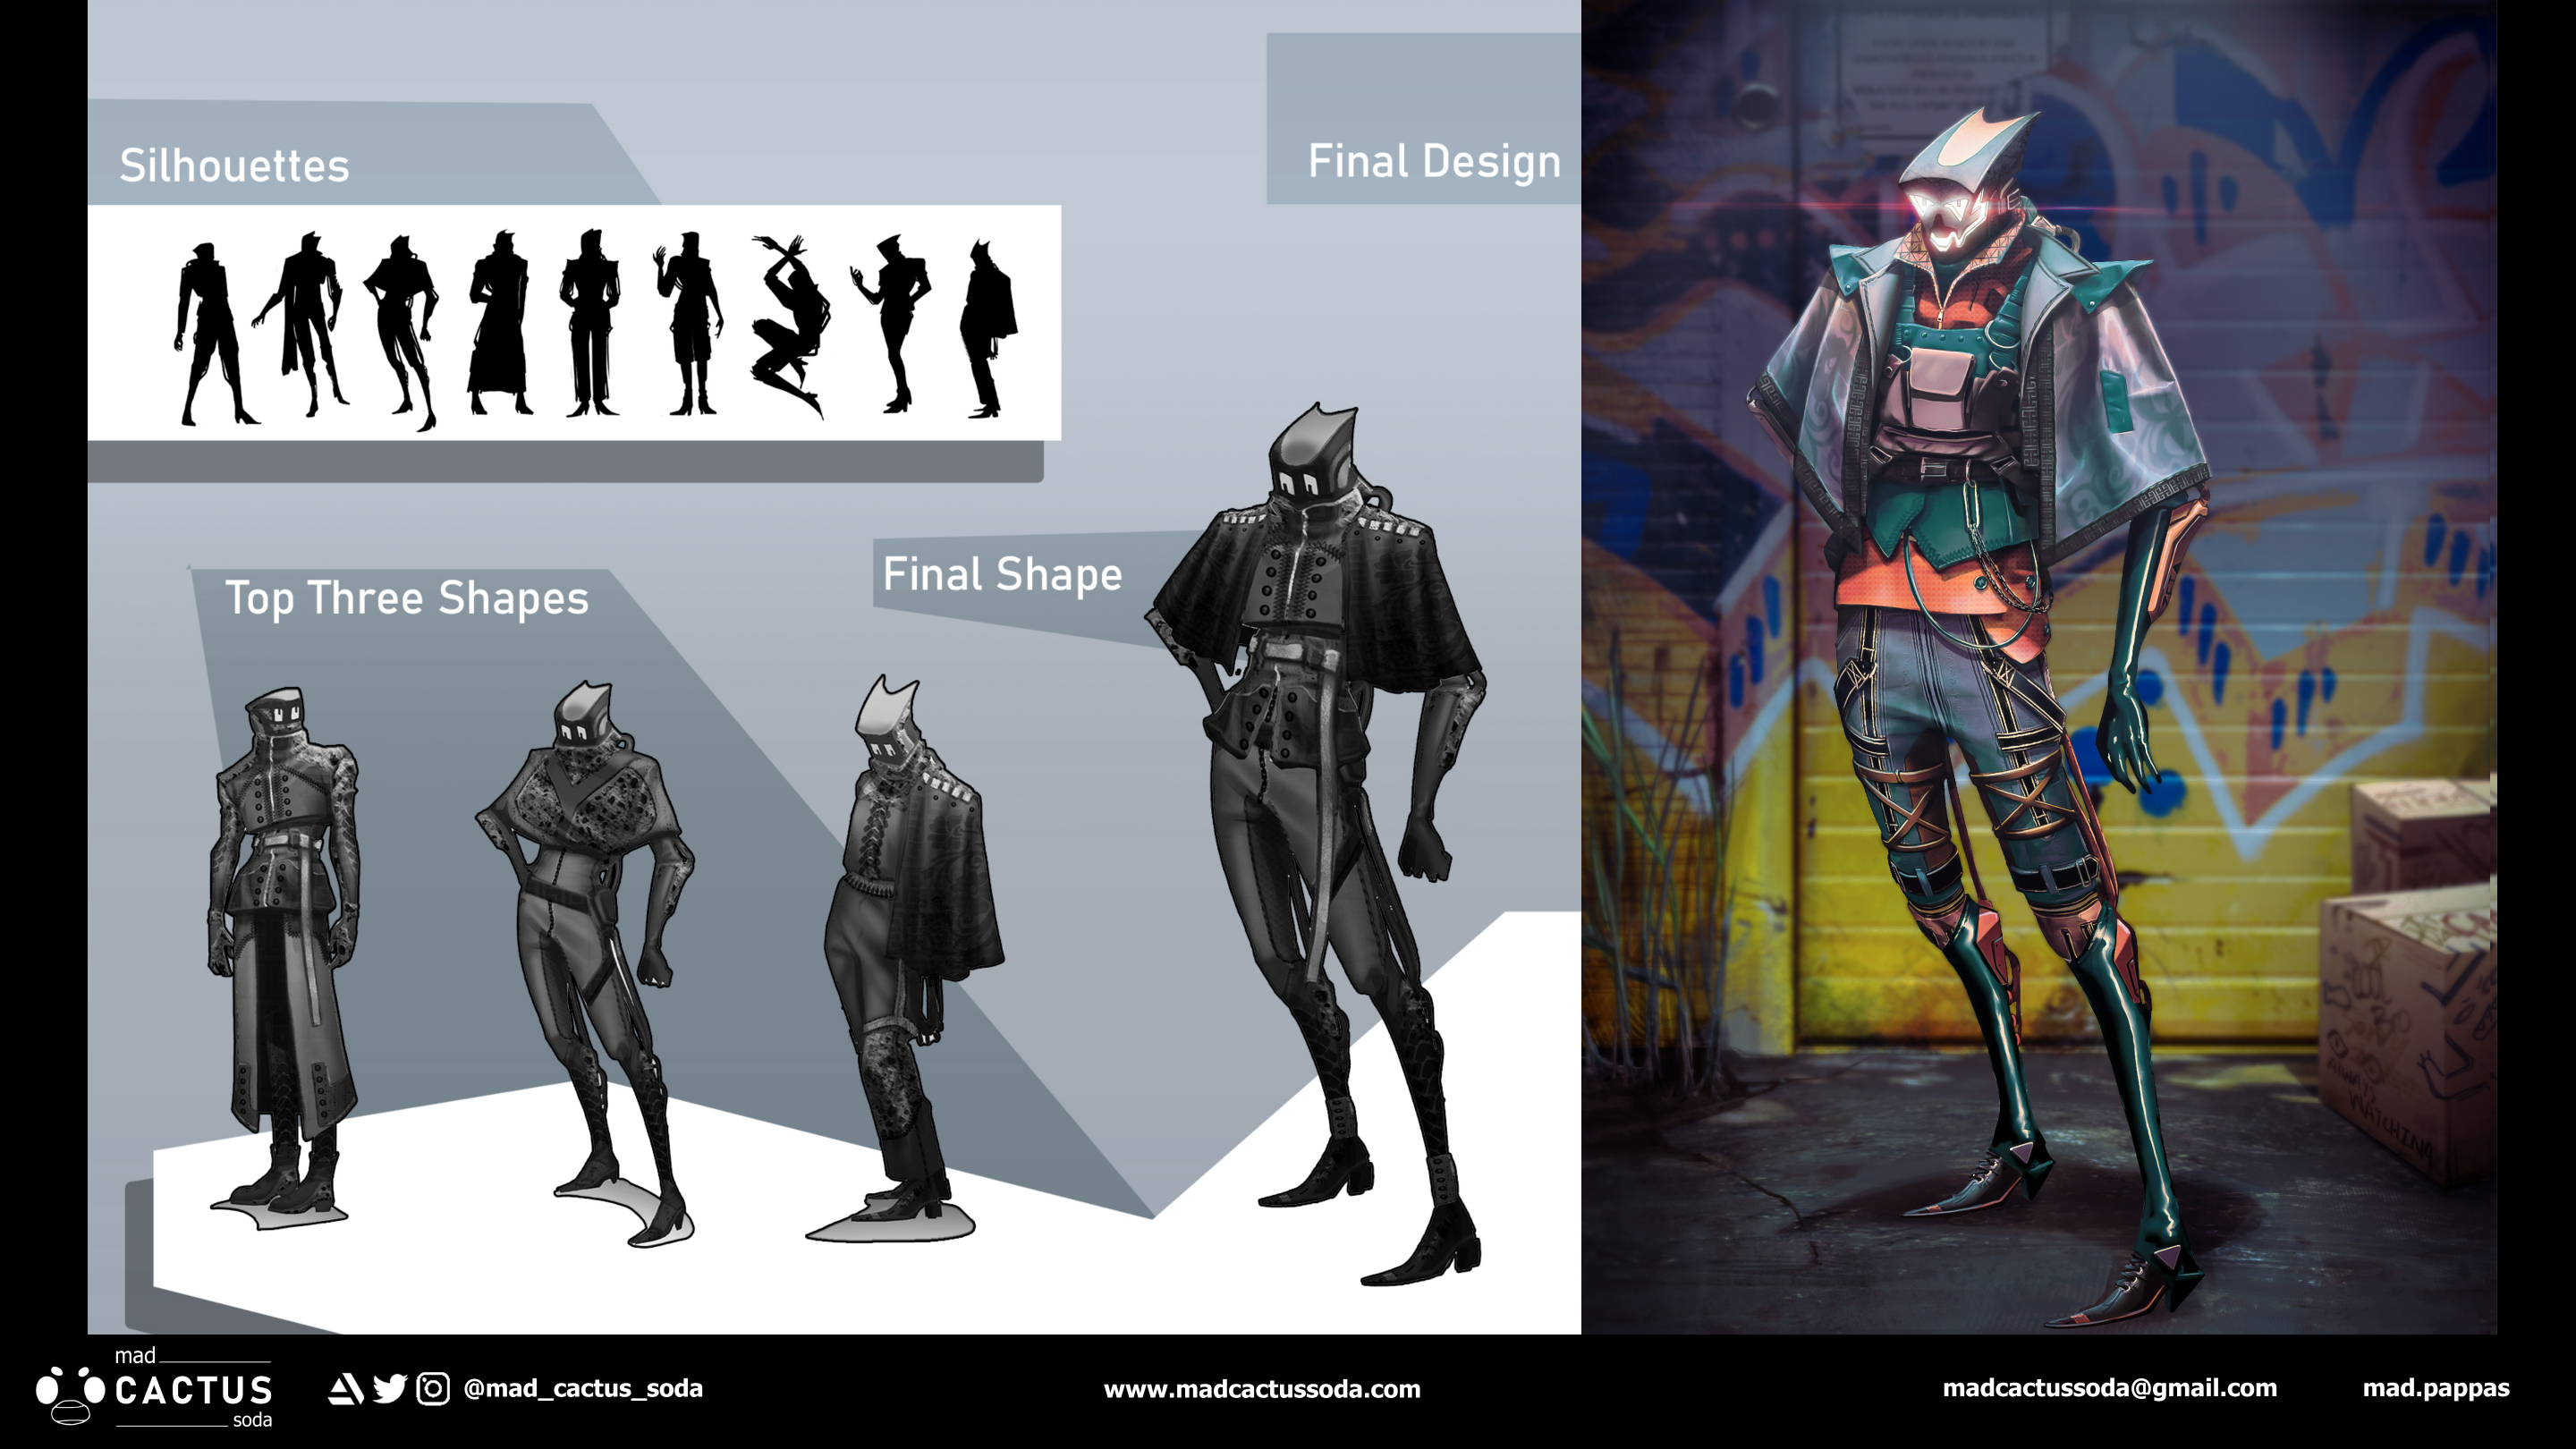 Silhouettes
Final Design
Top Three Shapes
Final Shape
WATCHING
mad
CACTUS
soda
@mad_cactus_soda
www.madcactussoda.com
madcactussoda@gmail.com
mad.pappas